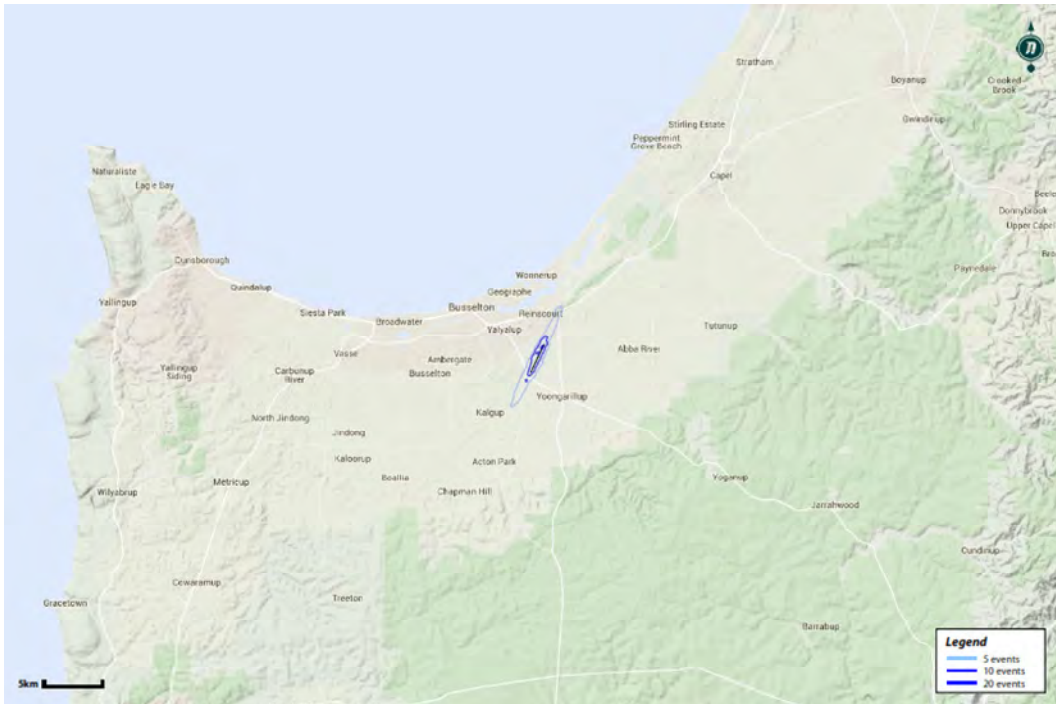 Stratham
Boyanup
Crooked
Brook
Stirling Estate
Gwindinup
Peppermint
Grove Beach
Naturaliste
Capel
Eagle Bay
Beele
Donnybrook
Upper Capel
Dunsborough
Bro
Woonerup
Paynedale
Quindalup
Geographe
Yallingup
Busselton
Siesta Park
Reinscourt
Broadwater
Yalyalup
Tutunup
Vasse
Abba River
Ambergate
Yallingup
Siding
Carbunup
River
Busselton
Yoongarillup
Kalgup
North Jindong
Jindong
Kaloorup
Acton Park
Metricup
Boallia
Yoganup
Wilyabrup
Chapman Hill
Jarrahwood
Cundinup
Cowaramup
Treeton
Gracetown
Barrabup
Legend
5 events
10 events
20 events
5km